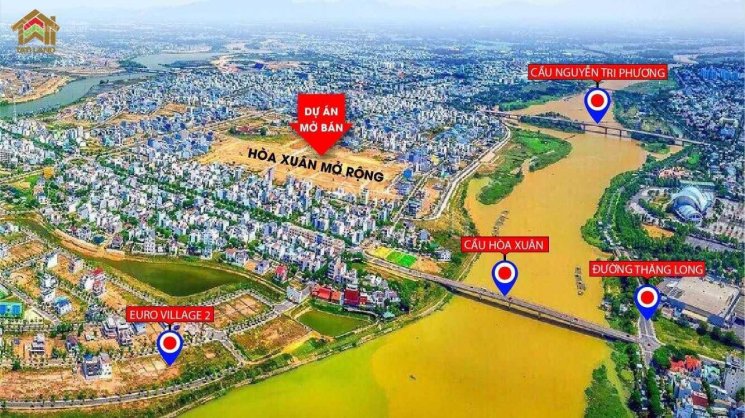 CẦU NGUYỄN TRI PHƯƠNG
DỰ ÁN
MỞ BÁN
HÒA XUÂN MỞ RỘNG
CẦU HÒA XUÂN
ĐƯỜNG THĂNG LONG
EURO VILLAGE 2